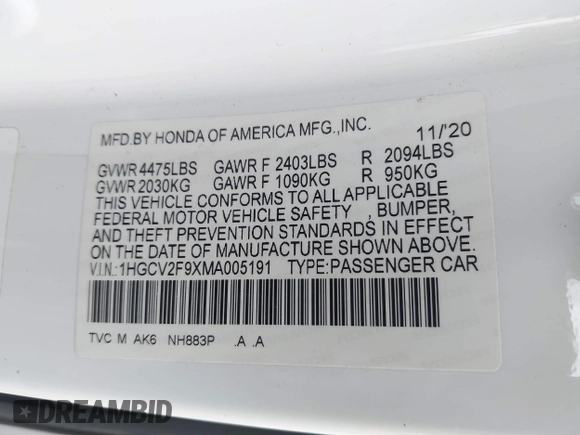 MFD.BY HONDA OF AMERICA MFG.,INC. 11/'20
GVWR 4475LBS GAWR F 2403LBS R 2094LBS
GVWR 2030KG GAWR F 1090KG R 950KG
THIS VEHICLE CONFORMS TO ALL APPLICABLE
FEDERAL MOTOR VEHICLE SAFETY , BUMPER,
AND THEFT PREVENTION STANDARDS IN EFFECT
ON THE DATE OF MANUFACTURE SHOWN ABOVE.
V.I.N.:1HGCV2F9XMA005191 TYPE:PASSENGER CAR
TVC M AK6 NH883P .A .A
DREAMBID